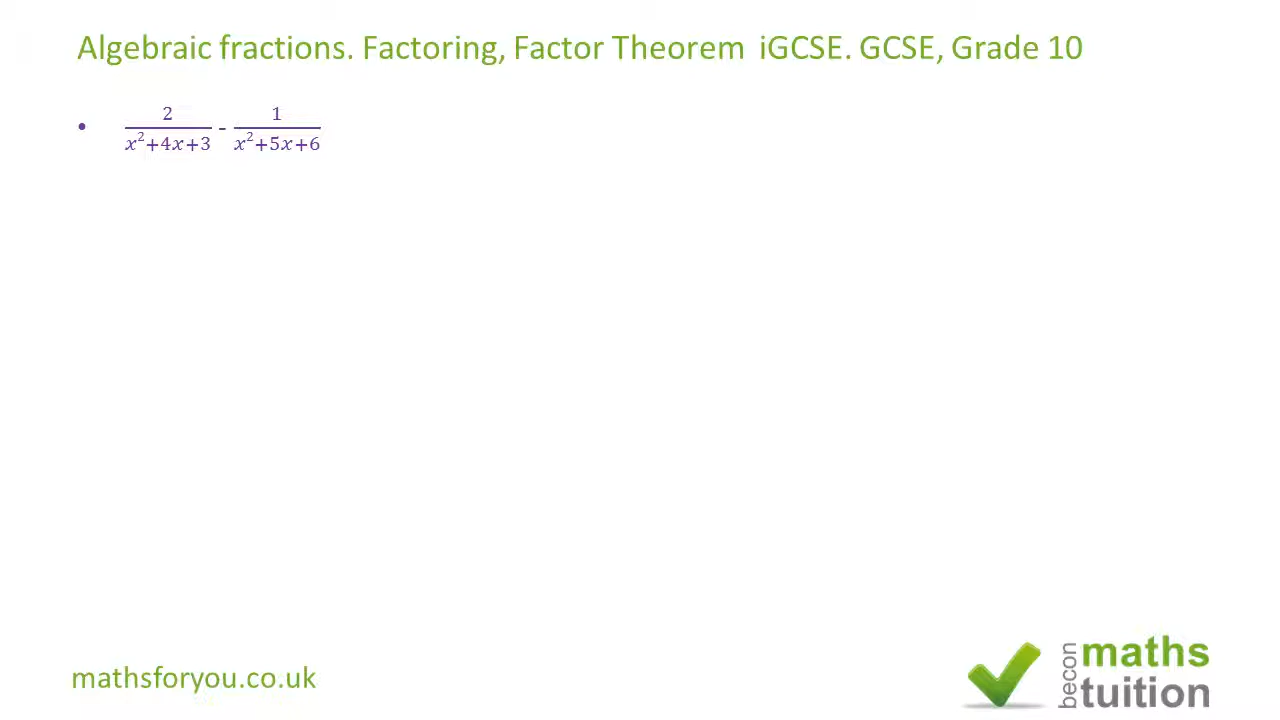 Algebraic fractions. Factoring, Factor Theorem iGCSE. GCSE, Grade 10
• 2/(x²+4x+3) - 1/(x²+5x+6)
mathsforyou.co.uk
becon
maths
tuition